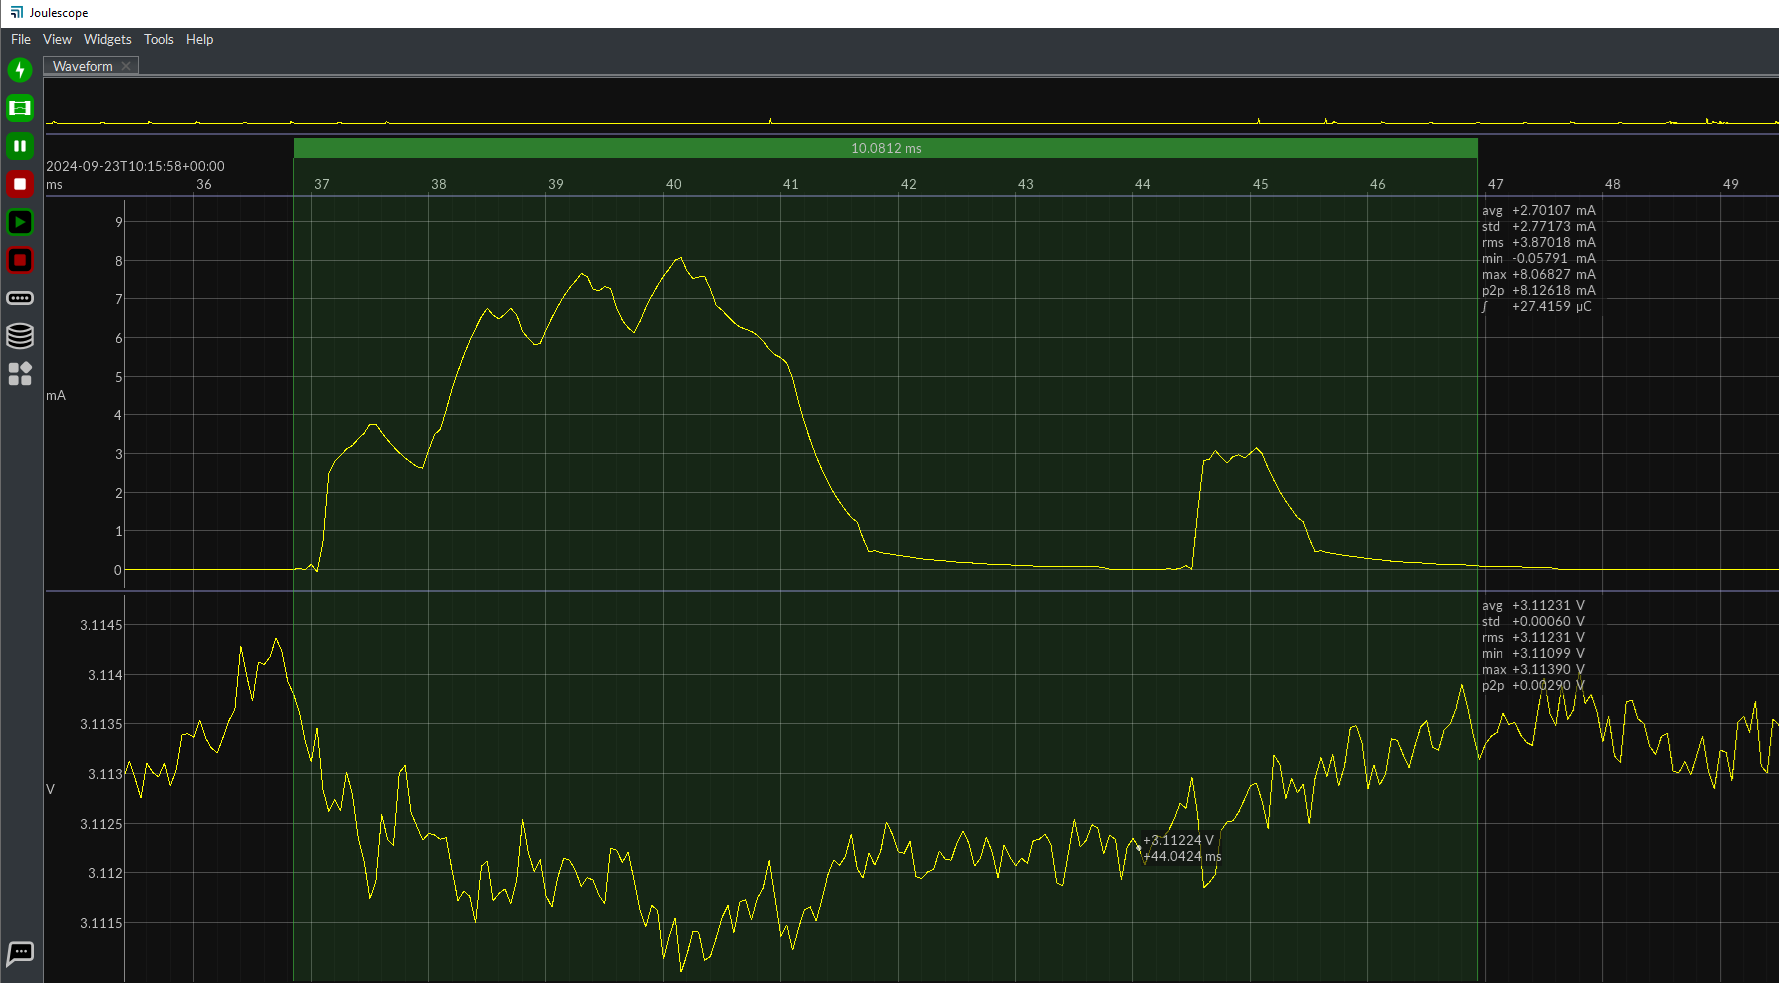 Joulescope
File View Widgets Tools Help
Waveform
10.0812 ms
2024-09-23T10:15:58+00:00
ms 36 37 38 39 40 41 42 43 44 45 46 47 48 49
9
8
7
6
5
4
3
2
1
0
mA
avg +2.70107 mA
std +2.77173 mA
rms +3.87018 mA
min -0.05791 mA
max +8.06827 mA
p2p +8.12618 mA
∫ +27.4159 µC
3.1145
3.114
3.1135
3.113
3.1125
3.112
3.1115
V
avg +3.11231 V
std +0.00060 V
rms +3.11231 V
min +3.11099 V
max +3.11390 V
p2p +0.00290 V
+3.11224 V
+44.0424 ms